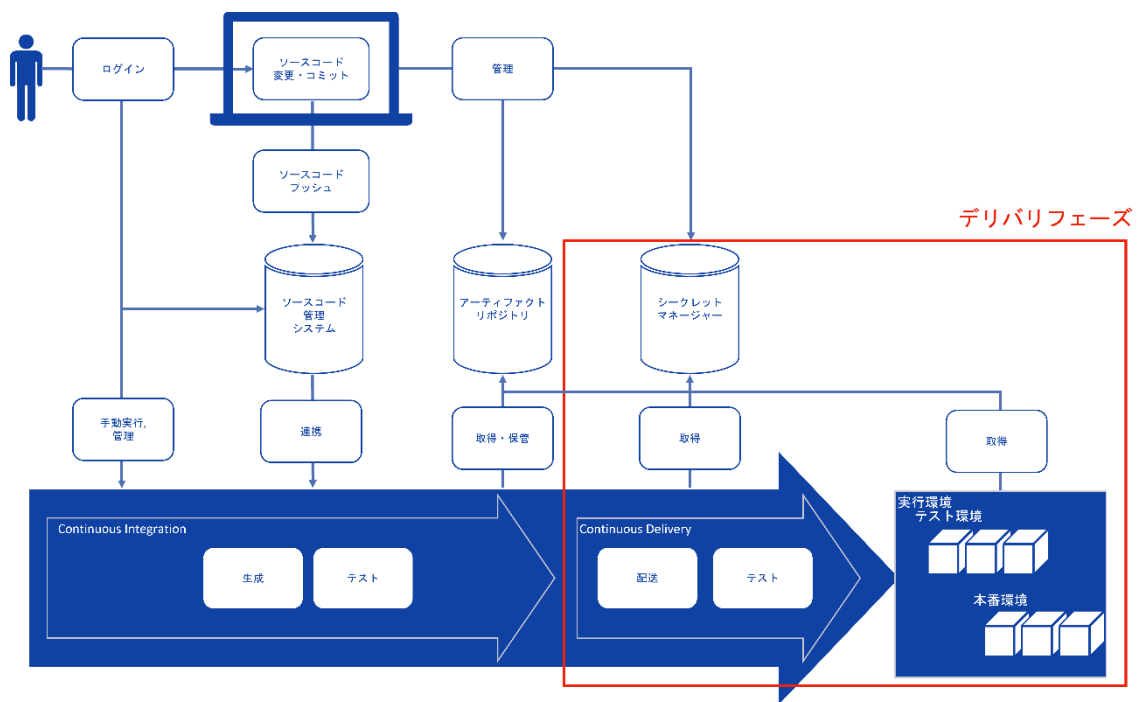 ログイン
ソースコード
変更・コミット
管理
ソースコード
プッシュ
デリバリフェーズ
ソースコード
管理
システム
アーティファクト
リポジトリ
シークレット
マネージャー
手動実行,
管理
連携
取得・保管
取得
取得
Continuous Integration
生成
テスト
Continuous Delivery
配送
テスト
実行環境
テスト環境
本番環境